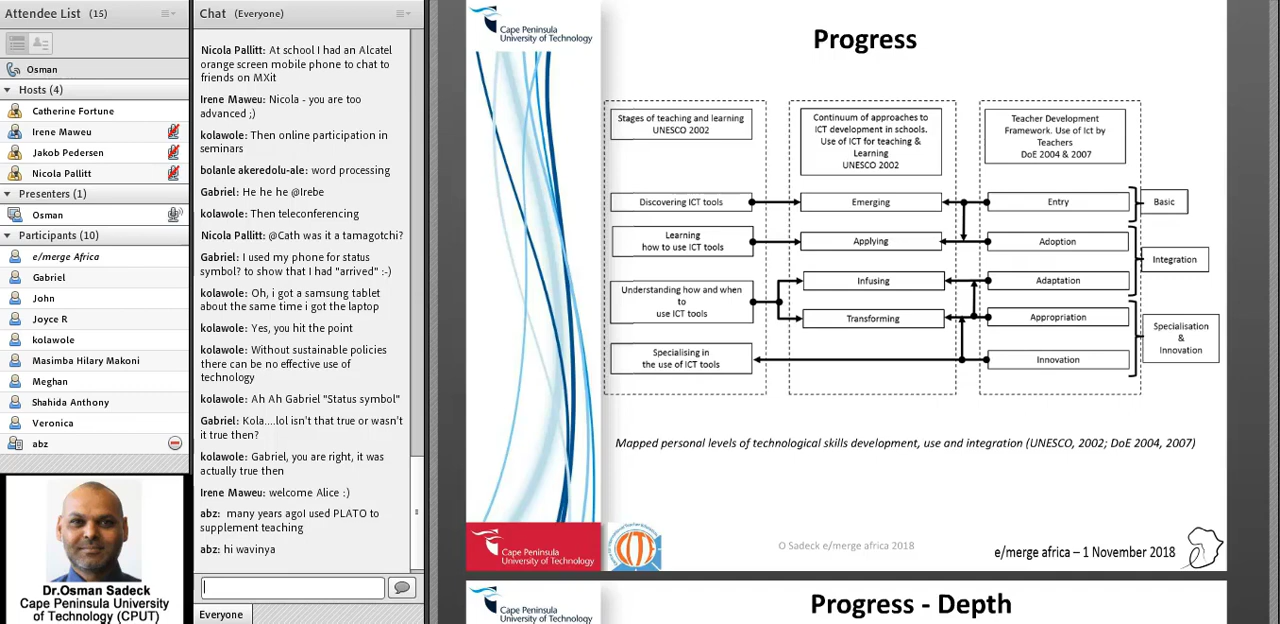 Attendee List (15)
Osman
Hosts (4)
Catherine Fortune
Irene Maweu
Jakob Pedersen
Nicola Pallitt
Presenters (1)
Osman
Participants (10)
e/merge Africa
Gabriel
John
Joyce R
kolawole
Masimba Hilary Makoni
Meghan
Shahida Anthony
Veronica
abz
Dr.Osman Sadeck
Cape Peninsula University
of Technology (CPUT)
Chat (Everyone)
Nicola Pallitt: At school I had an Alcatel
orange screen mobile phone to chat to
friends on MXit
Irene Maweu: Nicola - you are too
advanced ;)
kolawole: Then online participation in
seminars
bolanle akeredolu-ale: word processing
Gabriel: He he he @Irebe
kolawole: Then teleconferencing
Nicola Pallitt: @Cath was it a tamagotchi?
Gabriel: I used my phone for status
symbol? to show that I had "arrived" :-)
kolawole: Oh, i got a samsung tablet
about the same time i got the laptop
kolawole: Yes, you hit the point
kolawole: Without sustainable policies
there can be no effective use of
technology
kolawole: Ah Ah Gabriel "Status symbol"
Gabriel: Kola....lol isn't that true or wasn't
it true then?
kolawole: Gabriel, you are right, it was
actually true then
Irene Maweu: welcome Alice :)
abz: many years agoI used PLATO to
supplement teaching
abz: hi wavinya
Everyone
Cape Peninsula
University of Technology
Progress
Stages of teaching and learning
UNESCO 2002
Discovering ICT tools
Learning
how to use ICT tools
Understanding how and when
to
use ICT tools
Specialising in
the use of ICT tools
Continuum of approaches to
ICT development in schools.
Use of ICT for teaching &
Learning
UNESCO 2002
Emerging
Applying
Infusing
Transforming
Teacher Development
Framework. Use of Ict by
Teachers
DoE 2004 & 2007
Entry
Adoption
Adaptation
Appropriation
Innovation
Basic
Integration
Specialisation
&
Innovation
Mapped personal levels of technological skills development, use and integration (UNESCO, 2002; DoE 2004, 2007)
Cape Peninsula
University of Technology
O Sadeck e/merge africa 2018
e/merge africa – 1 November 2018
Cape Peninsula
University of Technology
Progress - Depth